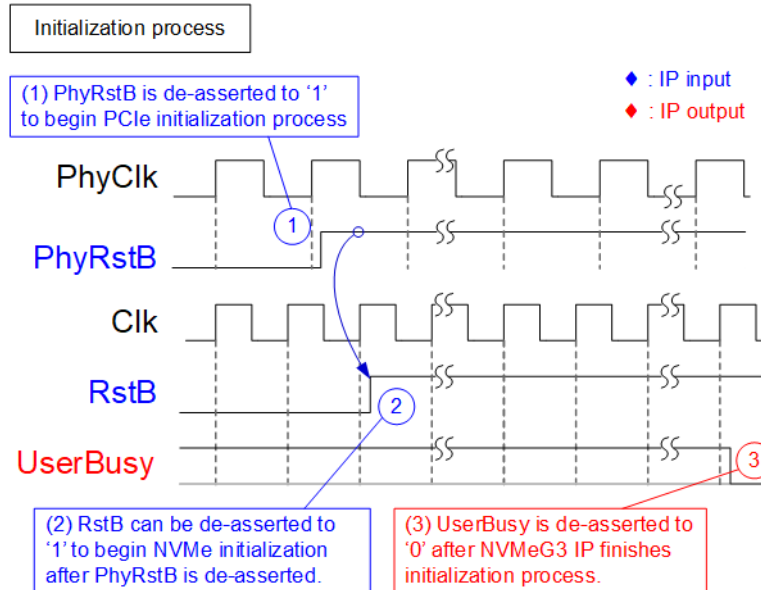 Initialization process
(1) PhyRstB is de-asserted to ‘1’
to begin PCIe initialization process
♦ : IP input
♦ : IP output
PhyClk
1
PhyRstB
Clk
RstB
2
UserBusy
3
(2) RstB can be de-asserted to
‘1’ to begin NVMe initialization
after PhyRstB is de-asserted.
(3) UserBusy is de-asserted to
‘0’ after NVMeG3 IP finishes
initialization process.